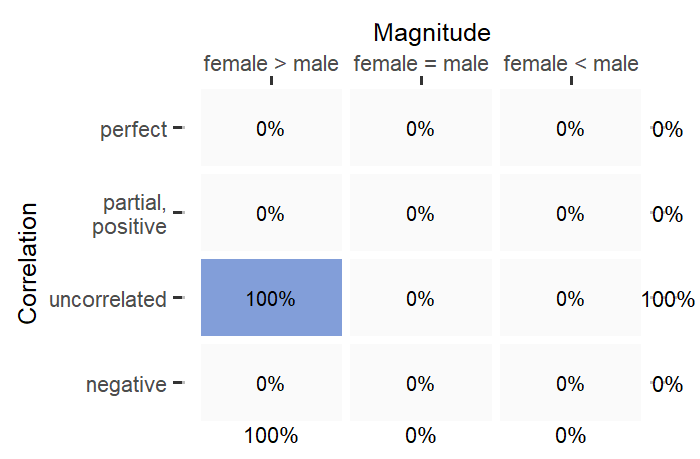 Magnitude
female > male female = male female < male
perfect 0% 0% 0% 0%
partial,
positive 0% 0% 0% 0%
Correlation
uncorrelated 100% 0% 0% 100%
negative 0% 0% 0% 0%
100% 0% 0%